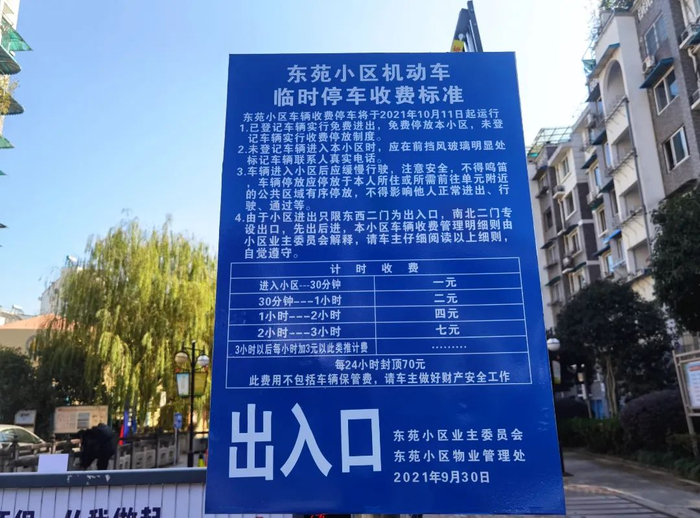 东苑小区机动车
临时停车收费标准
东苑小区车辆收费停车将于2021年10月11日起运行
1.已登记车辆实行免费进出，免费停放本小区，未登
记车辆实行收费停放制度。
2.未登记车辆进入本小区时，应在前挡风玻璃明显处
标记车辆联系人真实电话。
3.车辆进入小区后应缓慢行驶，注意安全，不得鸣笛
，车辆停放应停放于本人所住或所需前往单元附近
的公共区域有序停放，不得影响他人正常进出、行
驶，通过等。
4.由于小区进出只限东西二门为出入口，南北二门专
设出口，先出后进，本小区车辆收费管理明细则由
小区业主委员会解释，请车主仔细阅读以上细则，
自觉遵守。
计时收费
进入小区---30分钟 一元
30分钟---1小时 二元
1小时---2小时 四元
2小时---3小时 七元
3小时以后每小时加3元以此类推计费 ………
每24小时封顶70元
此费用不包括车辆保管费，请车主做好财产安全工作
出入口
东苑小区业主委员会
东苑小区物业管理处
2021年9月30日
从我做起